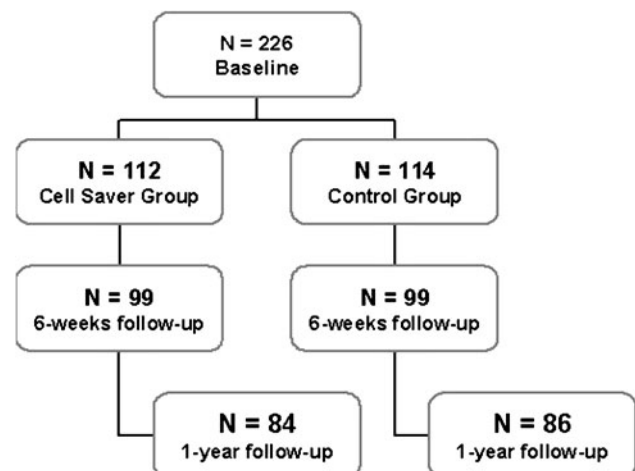 N = 226
Baseline
N = 112
Cell Saver Group
N = 114
Control Group
N = 99
6-weeks follow-up
N = 99
6-weeks follow-up
N = 84
1-year follow-up
N = 86
1-year follow-up